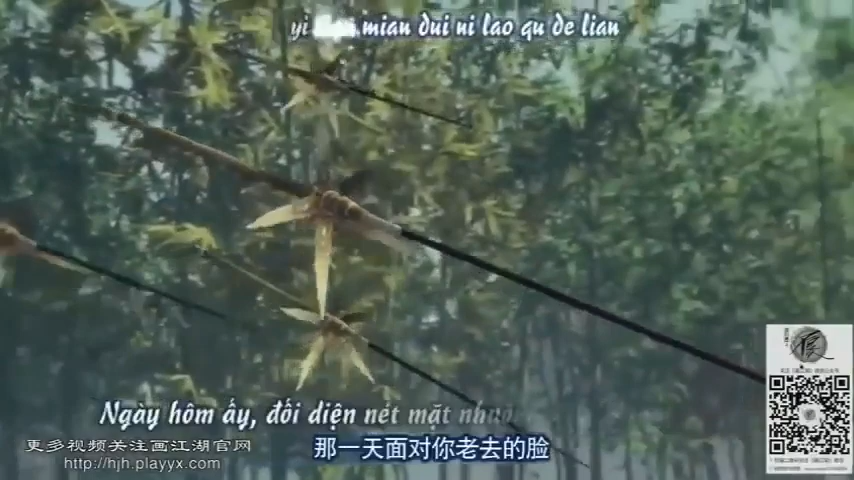 yì mian dui ni lao qu de lian
Ngày hôm ấy, đối diện nét mặt
更多视频关注画江湖官网
那一天面对你老去的脸
http://hjh.playyx.com